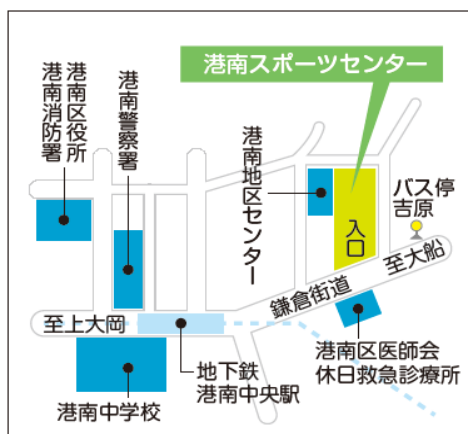 港南スポーツセンター
港南区役所
港南消防署
港南警察署
港南地区センター
バス停
吉原
入口
至大船
鎌倉街道
至上大岡
地下鉄
港南中央駅
港南中学校
港南区医師会
休日救急診療所